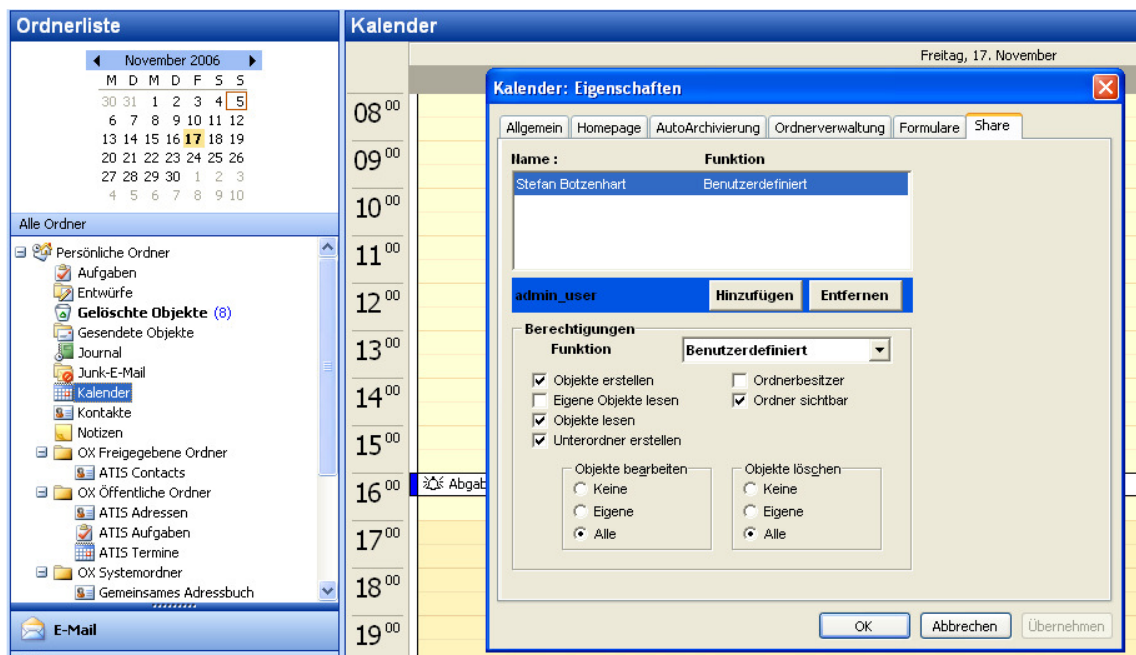 Ordnerliste
November 2006
M D M D F S S
30 31 1 2 3 4 5
6 7 8 9 10 11 12
13 14 15 16 17 18 19
20 21 22 23 24 25 26
27 28 29 30 1 2 3
4 5 6 7 8 9 10
Alle Ordner
Persönliche Ordner
Aufgaben
Entwürfe
Gelöschte Objekte (8)
Gesendete Objekte
Journal
Junk-E-Mail
Kalender
Kontakte
Notizen
OX Freigegebene Ordner
ATIS Contacts
OX Öffentliche Ordner
ATIS Adressen
ATIS Aufgaben
ATIS Termine
OX Systemordner
Gemeinsames Adressbuch
E-Mail
Kalender
Freitag, 17. November
08 00
09 00
10 00
11 00
12 00
13 00
14 00
15 00
16 00
Abgab
17 00
18 00
19 00
Kalender: Eigenschaften
Allgemein Homepage AutoArchivierung Ordnerverwaltung Formulare Share
Name : Funktion
Stefan Botzenhart Benutzerdefiniert
admin_user Hinzufügen Entfernen
Berechtigungen
Funktion Benutzerdefiniert
Objekte erstellen Ordnerbesitzer
Eigene Objekte lesen Ordner sichtbar
Objekte lesen
Unterordner erstellen
Objekte bearbeiten Objekte löschen
Keine Keine
Eigene Eigene
Alle Alle
OK Abbrechen Übernehmen